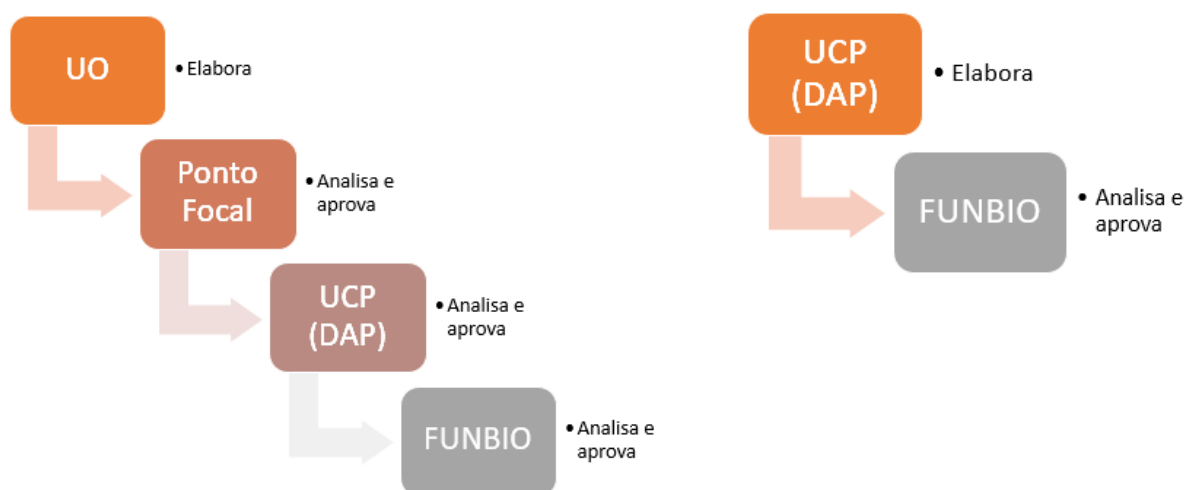 UO
• Elabora
Ponto
Focal
• Analisa e
aprova
UCP
(DAP)
• Analisa e
aprova
FUNBIO
• Analisa e
aprova
UCP
(DAP)
• Elabora
FUNBIO
• Analisa e
aprova